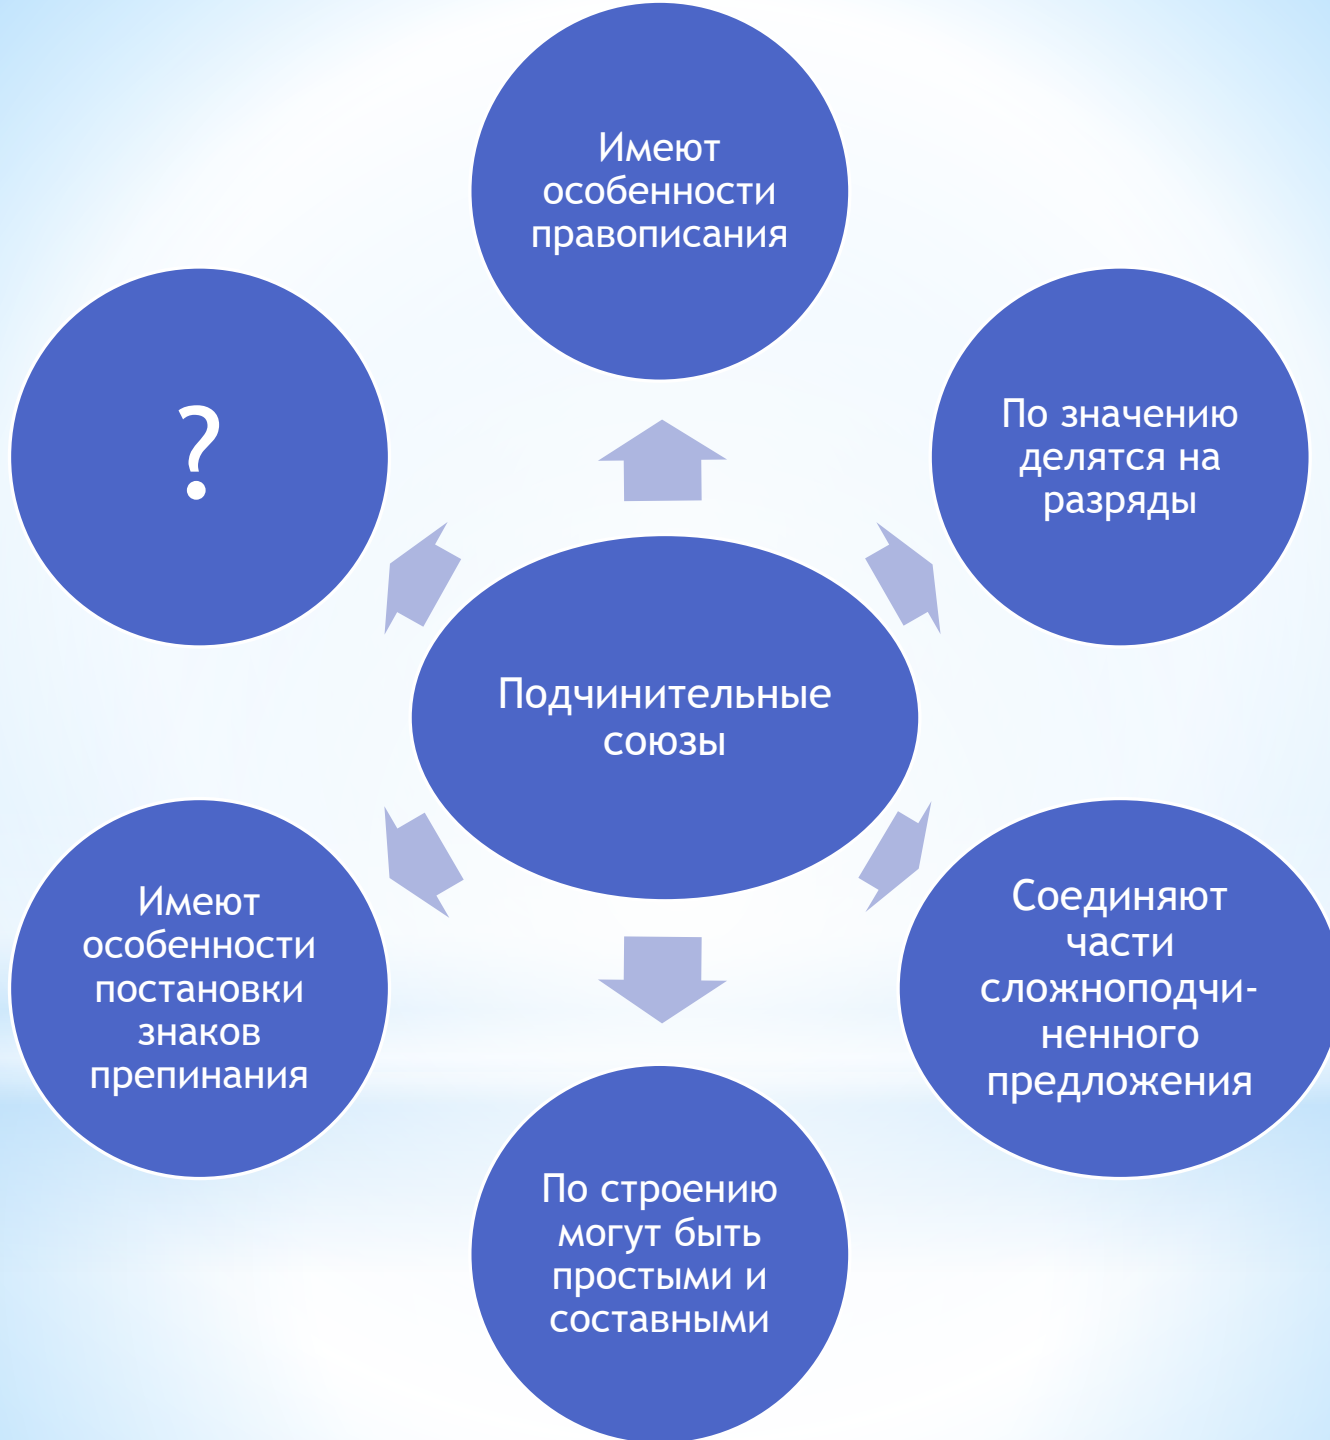 Имеют
особенности
правописания
?
По значению
делятся на
разряды
Подчинительные
союзы
Имеют
особенности
постановки
знаков
препинания
Соединяют
части
сложноподчи-
ненного
предложения
По строению
могут быть
простыми и
составными